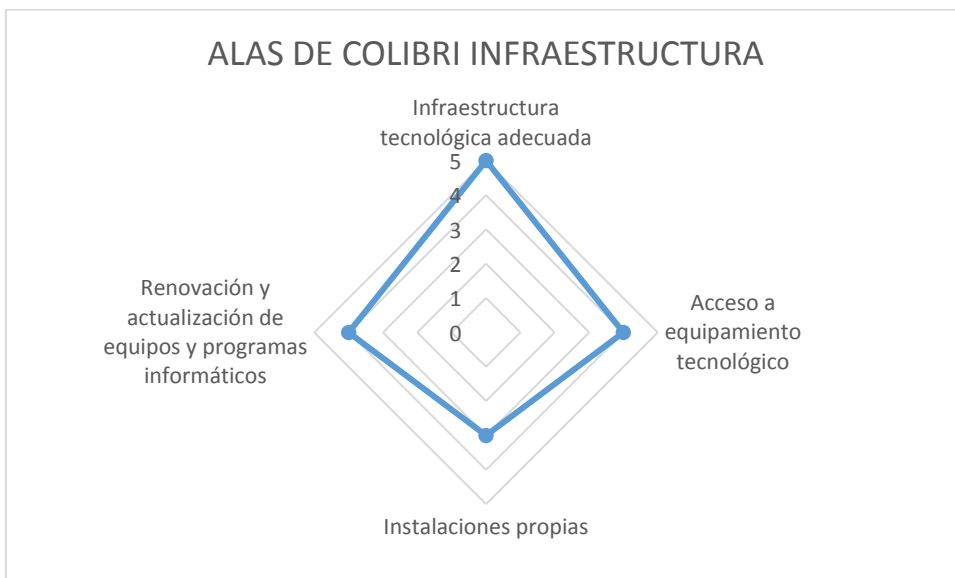 ALAS DE COLIBRI INFRAESTRUCTURA
Infraestructura
tecnológica adecuada
5
4
3
2
1
0
Acceso a
equipamiento
tecnológico
Instalaciones propias
Renovación y
actualización de
equipos y programas
informáticos